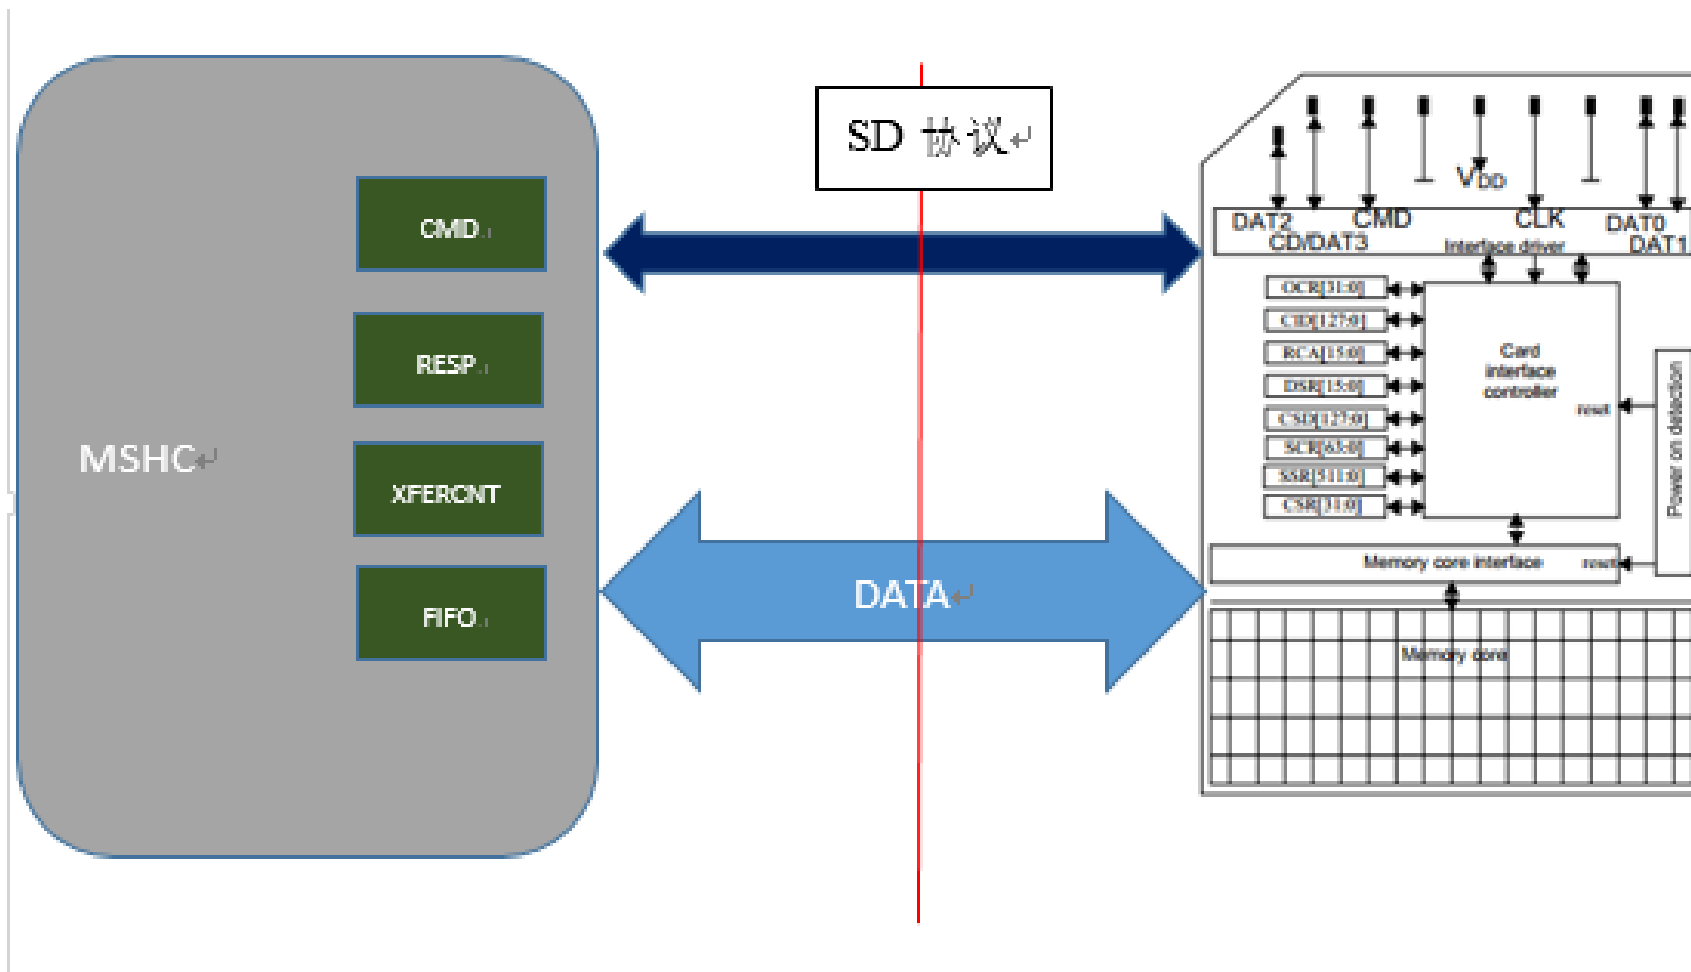 SD 协议
CMD
RESP
MSHC
XFERCNT
FIFO
DATA
VDD
DAT2
CMD
CLK
DAT0
CD/DAT3
Interface driver
DAT1
OCR[31:0]
CID[127:0]
RCA[15:0]
DSR[15:0]
CSD[127:0]
SCR[63:0]
SSR[511:0]
CSR[31:0]
Card
interface
controller
reset
Power on detection
Memory core interface
reset
Memory core